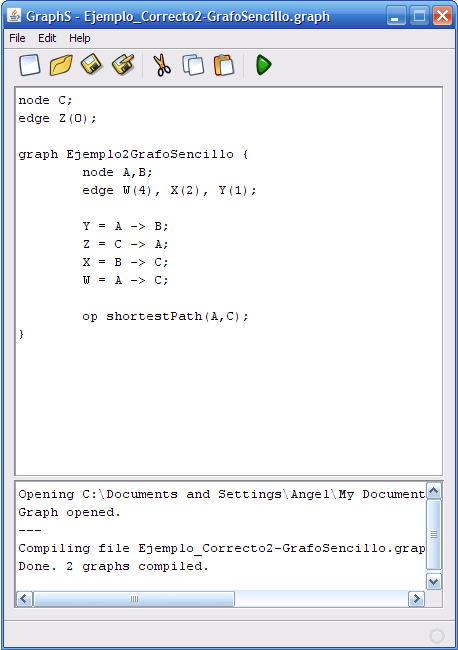 GraphS - Ejemplo_Correcto2-GrafoSencillo.graph
File Edit Help
node C;
edge Z(0);
graph Ejemplo2GrafoSencillo {
node A,B;
edge W(4), X(2), Y(1);
Y = A -> B;
Z = C -> A;
X = B -> C;
W = A -> C;
op shortestPath(A,C);
}
Opening C:\Documents and Settings\Angel\My Document
Graph opened.
---
Compiling file Ejemplo_Correcto2-GrafoSencillo.grap
Done. 2 graphs compiled.